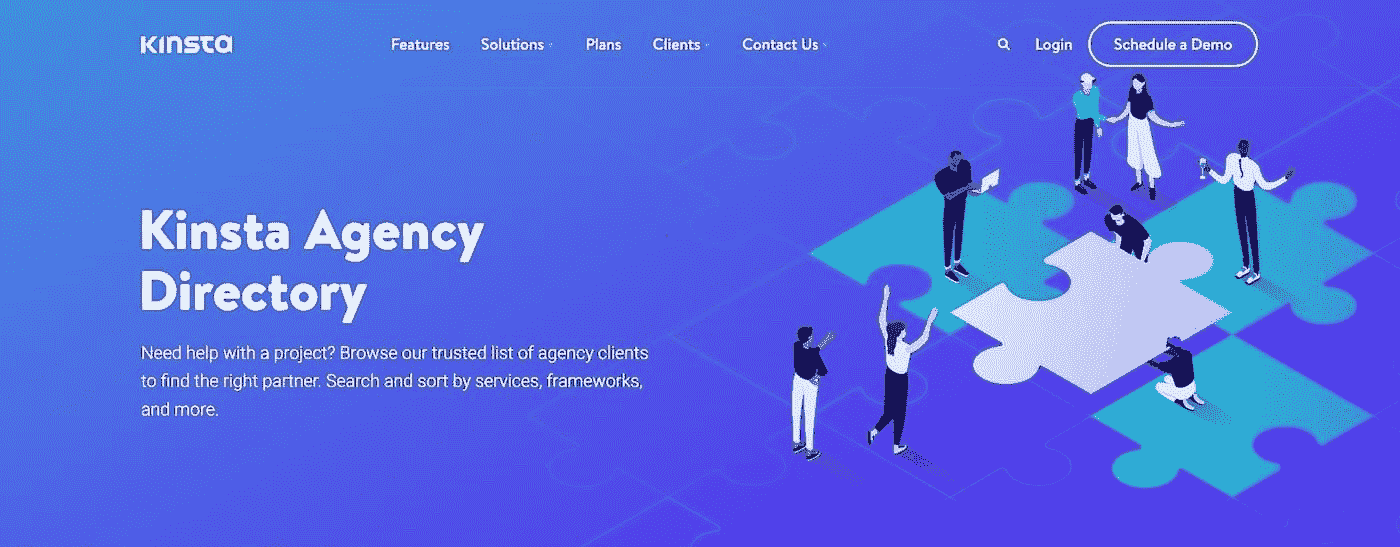 Kinsta
Features Solutions Plans Clients Contact Us Login Schedule a Demo
Kinsta Agency
Directory
Need help with a project? Browse our trusted list of agency clients
to find the right partner. Search and sort by services, frameworks,
and more.